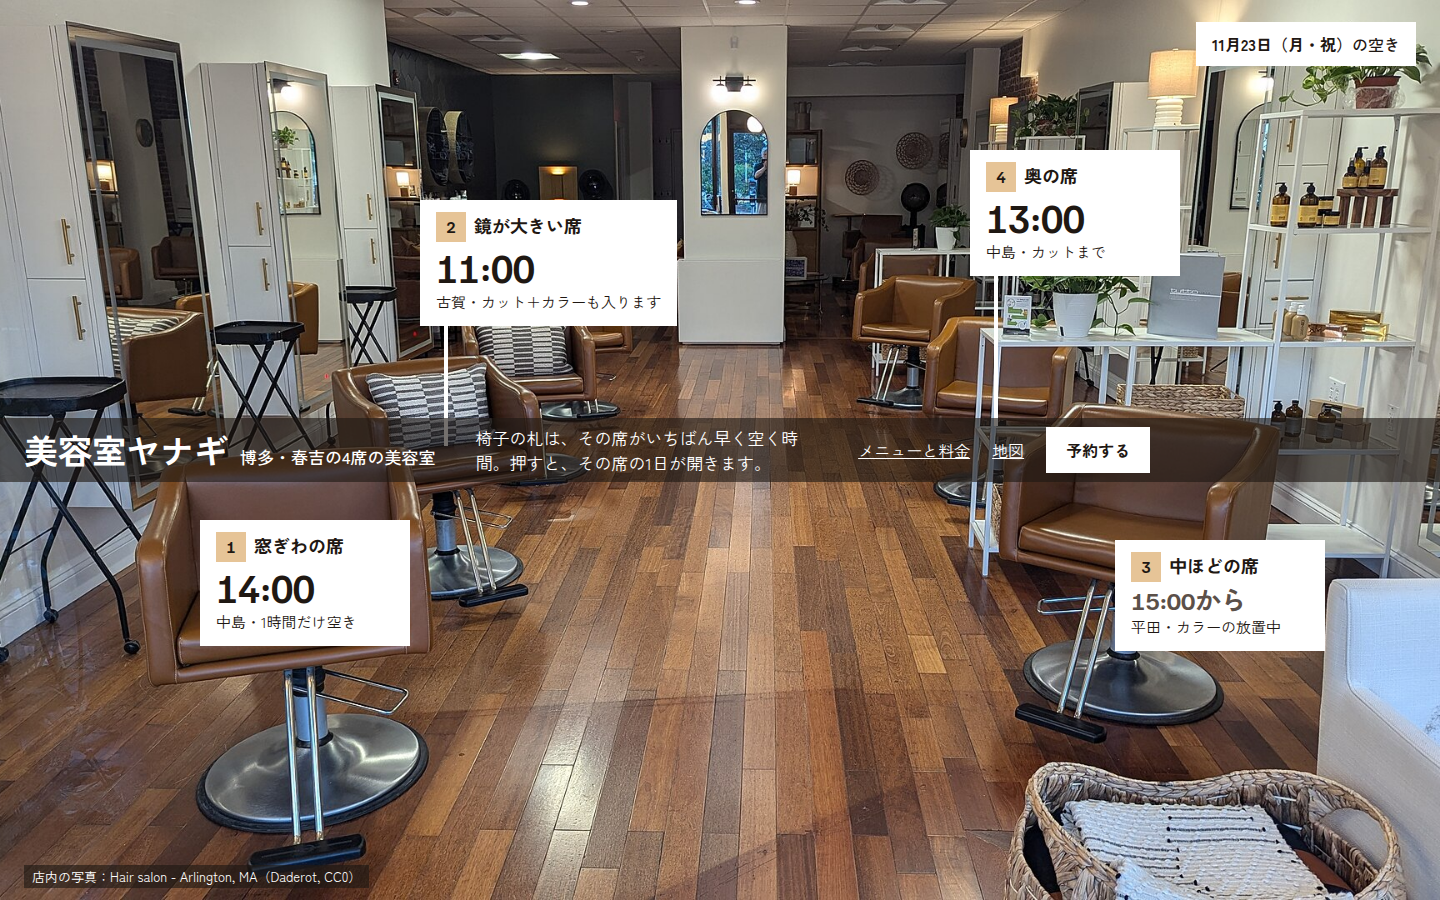 11月23日（月・祝）の空き
4 奥の席
13:00
中島・カットまで
2 鏡が大きい席
11:00
古賀・カット＋カラーも入ります
美容室ヤナギ 博多・春吉の4席の美容室
椅子の札は、その席がいちばん早く空く時
間。押すと、その席の1日が開きます。
メニューと料金 地図 予約する
1 窓ぎわの席
14:00
中島・1時間だけ空き
3 中ほどの席
15:00から
平田・カラーの放置中
店内の写真：Hair salon - Arlington, MA（Daderot, CC0）